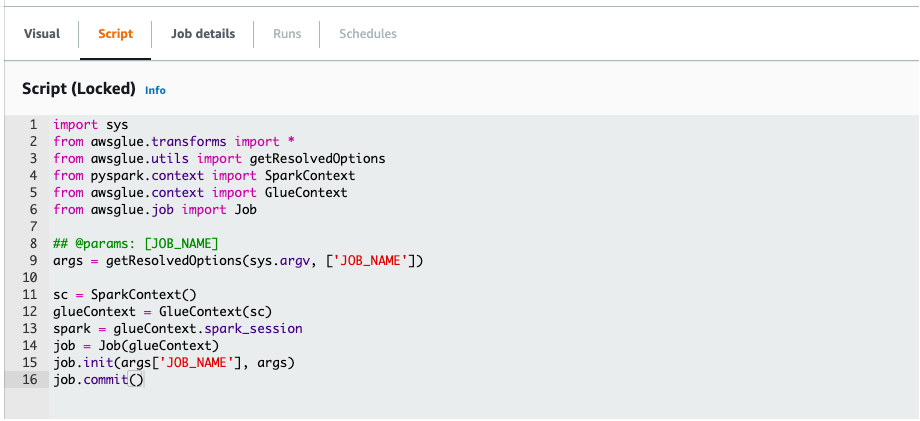 Visual Script Job details Runs Schedules
Script (Locked) Info
1 import sys
2 from awsglue.transforms import *
3 from awsglue.utils import getResolvedOptions
4 from pyspark.context import SparkContext
5 from awsglue.context import GlueContext
6 from awsglue.job import Job
7
8 ## @params: [JOB_NAME]
9 args = getResolvedOptions(sys.argv, ['JOB_NAME'])
10
11 sc = SparkContext()
12 glueContext = GlueContext(sc)
13 spark = glueContext.spark_session
14 job = Job(glueContext)
15 job.init(args['JOB_NAME'], args)
16 job.commit()